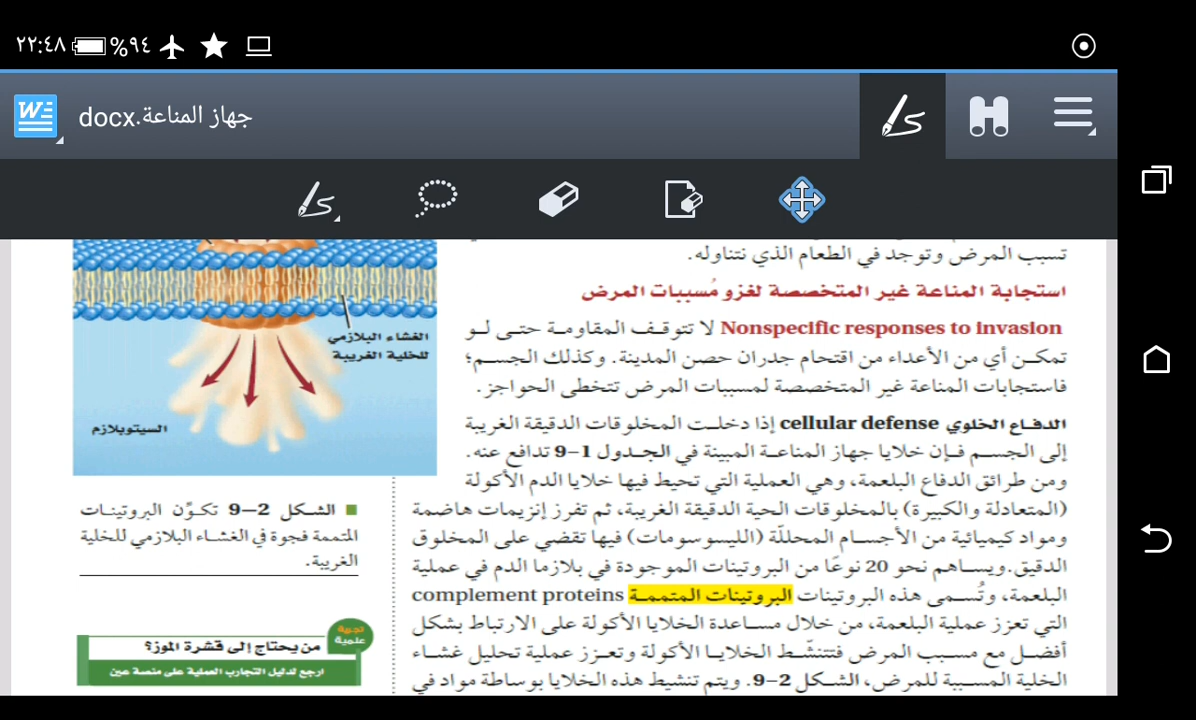 ٢٢:٤٨ %٩٤
جهاز المناعة.docx
تسبب المرض وتوجد في الطعام الذي نتناوله.
استجابة المناعة غير المتخصصة لغزو مُسببات المرض
Nonspecific responses to invasion لا تتوقف المقاومة حتى لو
تمكن أي من الأعداء من اقتحام جدران حصن المدينة. وكذلك الجسم؛
فاستجابات المناعة غير المتخصصة لمسببات المرض تتخطى الحواجز.
الدفاع الخلوي cellular defense إذا دخلت المخلوقات الدقيقة الغريبة
إلى الجسم فإن خلايا جهاز المناعة المبينة في الجدول 1-9 تدافع عنه.
ومن طرائق الدفاع البلعمة، وهي العملية التي تحيط فيها خلايا الدم الأكولة
(المتعادلة والكبيرة) بالمخلوقات الحية الدقيقة الغريبة، ثم تفرز إنزيمات هاضمة
ومواد كيميائية من الأجسام المحللّة (الليسوسومات) فيها تقضي على المخلوق
الدقيق.ويساهم نحو 20 نوعًا من البروتينات الموجودة في بلازما الدم في عملية
البلعمة، وتُسمى هذه البروتينات البروتينات المتممة complement proteins
التي تعزز عملية البلعمة، من خلال مساعدة الخلايا الأكولة على الارتباط بشكل
أفضل مع مسبب المرض فتنشّط الخلايا الأكولة وتعزز عملية تحليل غشاء
الخلية المسببة للمرض، الشكل 2-9. ويتم تنشيط هذه الخلايا بوساطة مواد في
الغشاء البلازمي
للخلية الغريبة
السيتوبلازم
■ الشكل 2-9 تكوّن البروتينات
المتممة فجوة في الغشاء البلازمي للخلية
الغريبة.
تجربة
علمية
من يحتاج إلى قشرة الموز؟
ارجع لدليل التجارب العملية على منصة عين